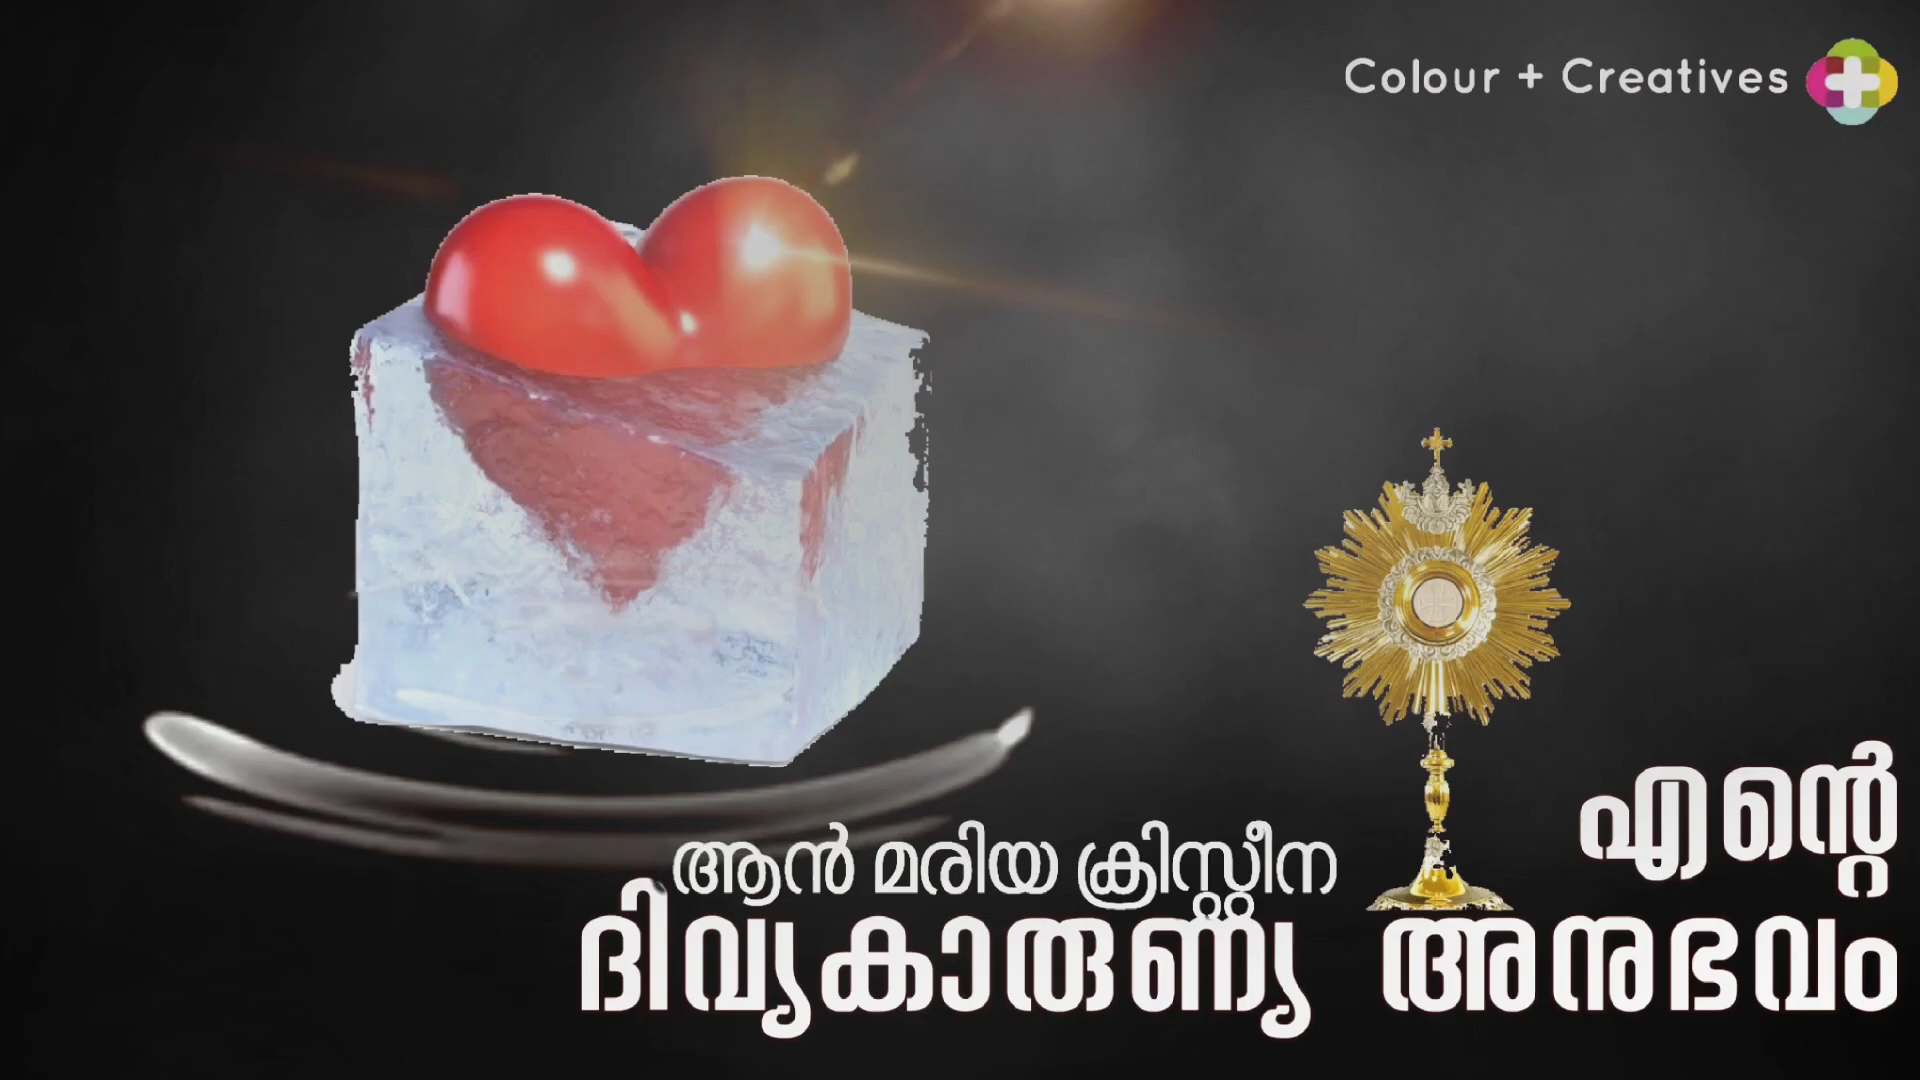 Colour + Creatives
എന്റെ
ആൻ മരിയ ക്രിസ്റ്റീന
ദിവ്യകാരുണ്യ അനുഭവം